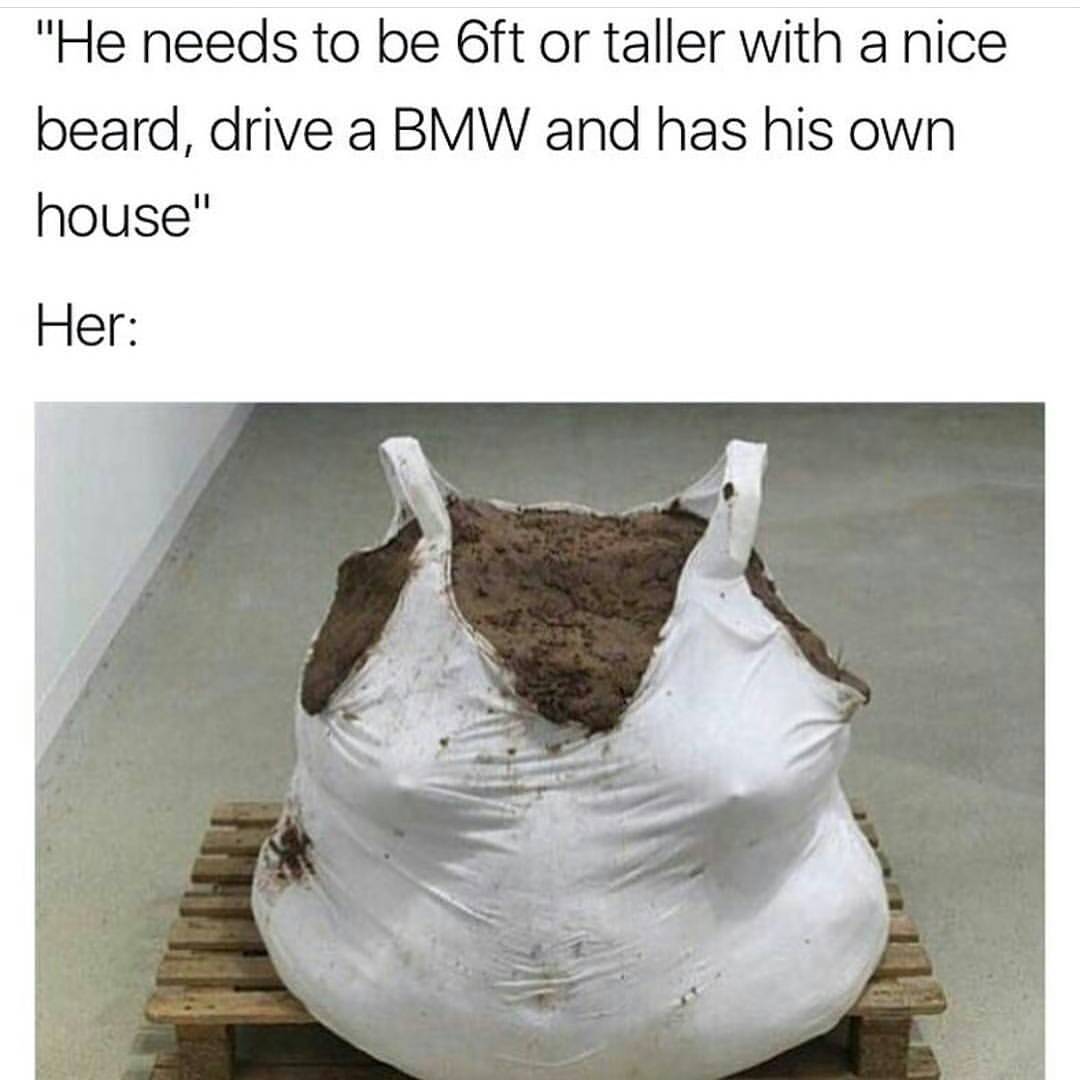 "He needs to be 6ft or taller with a nice
beard, drive a BMW and has his own
house"
Her: